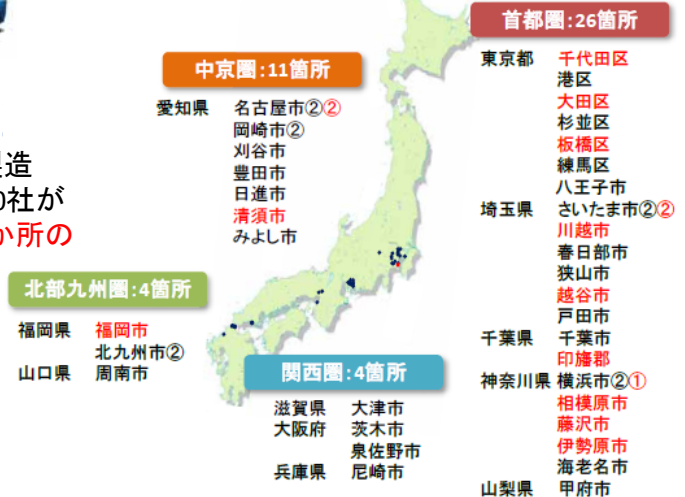 首都圏:26箇所
東京都 千代田区
港区
大田区
杉並区
板橋区
練馬区
八王子市
埼玉県 さいたま市②②
川越市
春日部市
狭山市
越谷市
戸田市
千葉県 千葉市
印旛郡
神奈川県 横浜市②①
相模原市
藤沢市
伊勢原市
海老名市
山梨県 甲府市
中京圏:11箇所
愛知県 名古屋市②②
岡崎市②
刈谷市
豊田市
日進市
清須市
みよし市
造
社が
か所の
北部九州圏:4箇所
福岡県 福岡市
北九州市②
山口県 周南市
関西圏:4箇所
滋賀県 大津市
大阪府 茨木市
泉佐野市
兵庫県 尼崎市